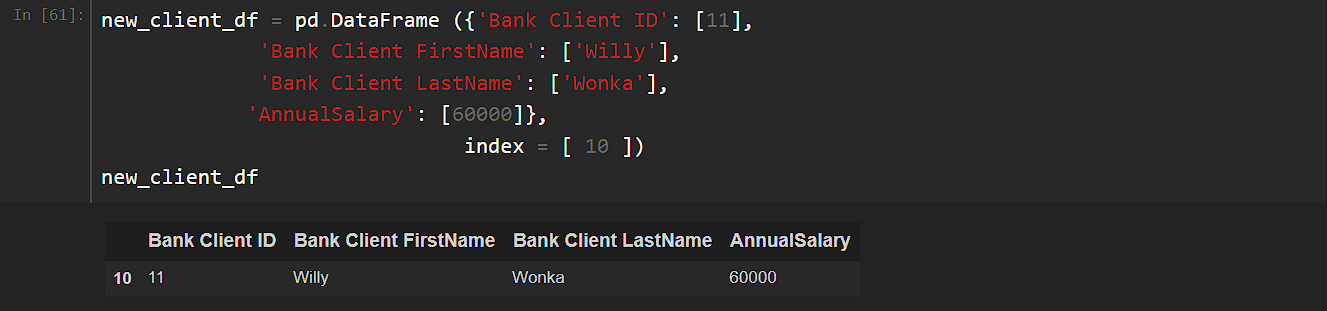 In [61]: new_client_df = pd.DataFrame ({'Bank Client ID': [11],
'Bank Client FirstName': ['Willy'],
'Bank Client LastName': ['Wonka'],
'AnnualSalary': [60000]},
index = [ 10 ])
new_client_df
Bank Client ID Bank Client FirstName Bank Client LastName AnnualSalary
10 11 Willy Wonka 60000